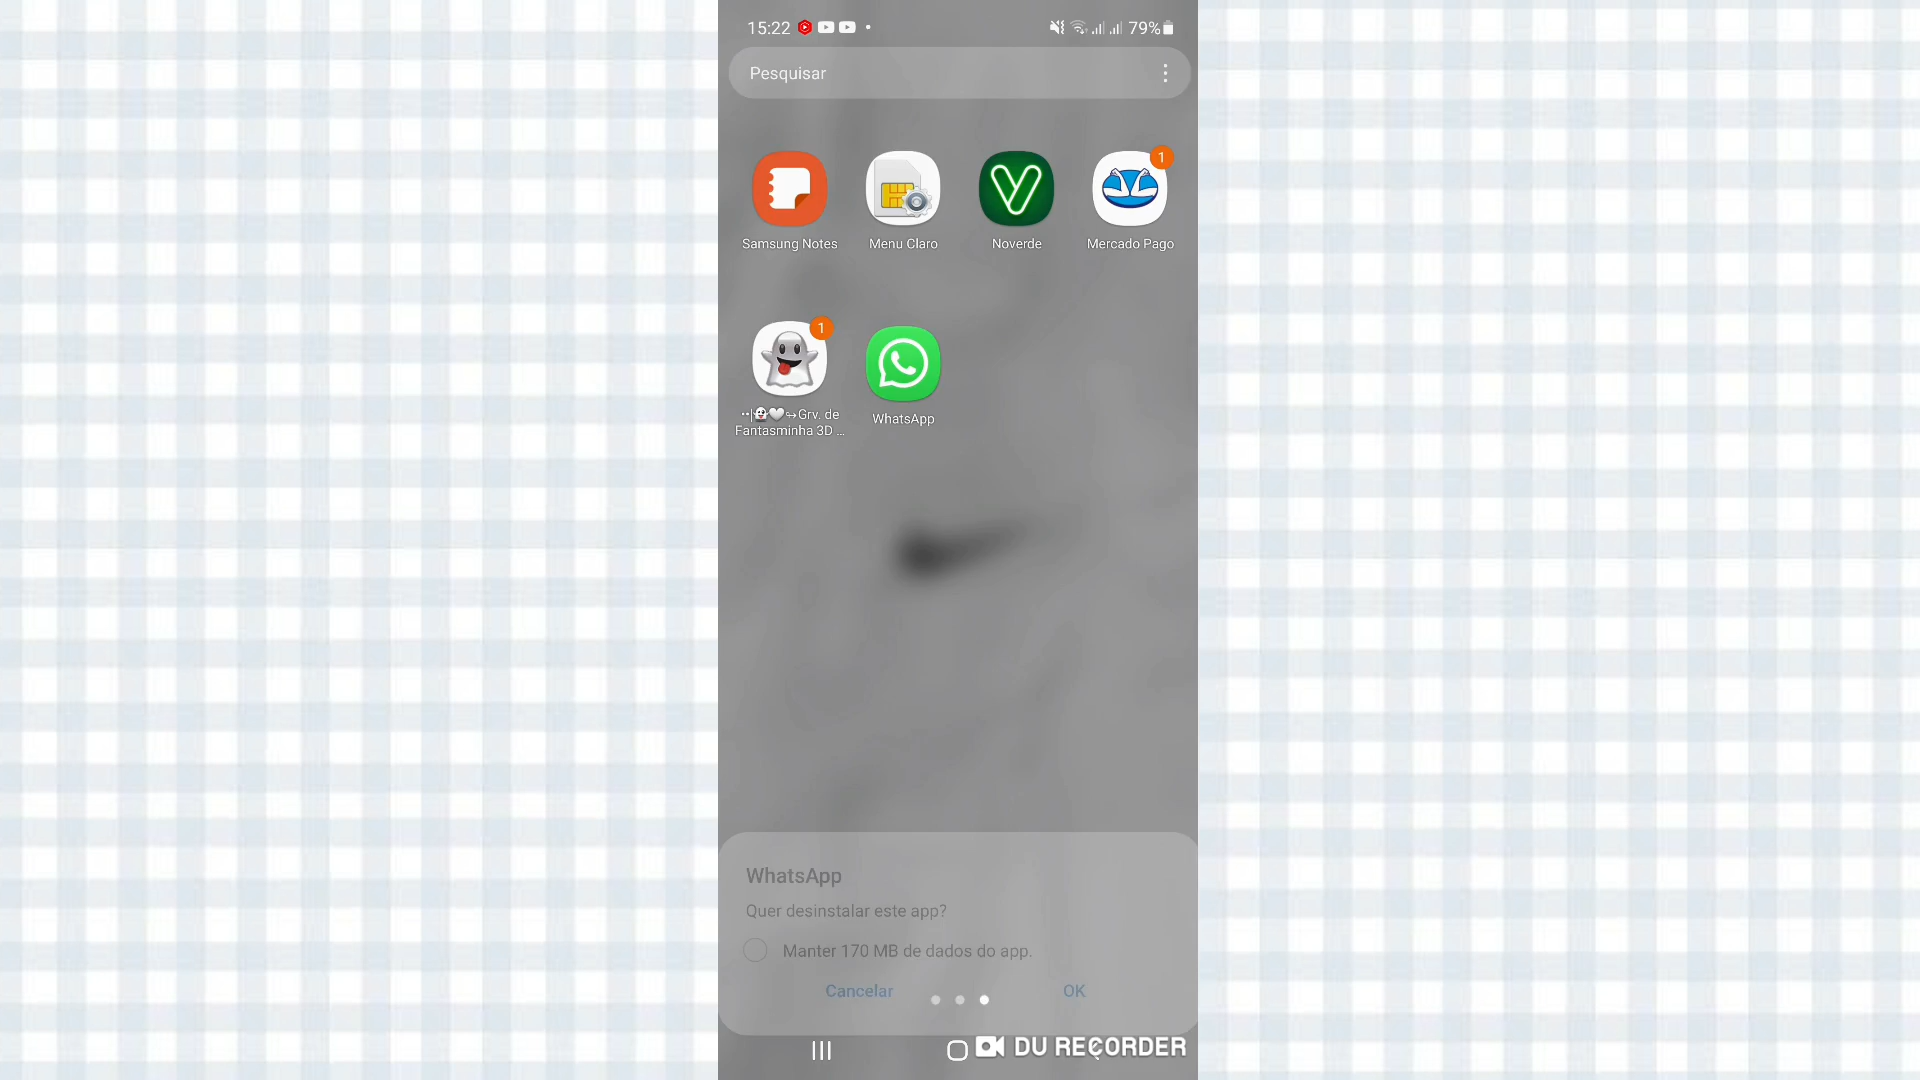 15:22
79%
Pesquisar
1
Samsung Notes
Menu Claro
Noverde
Mercado Pago
1
••|👻🤍↪Grv. de
Fantasminha 3D ...
WhatsApp
WhatsApp
Quer desinstalar este app?
Manter 170 MB de dados do app.
Cancelar
OK
DU RECORDER